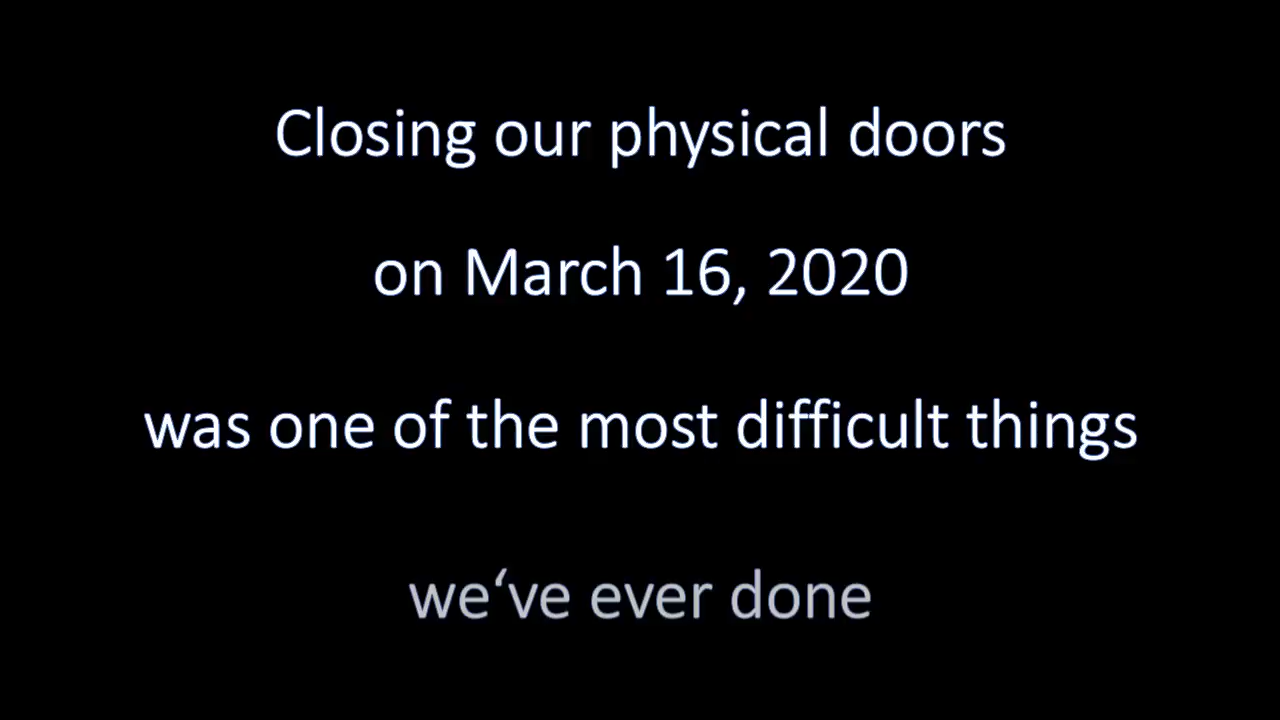 Closing our physical doors
on March 16, 2020
was one of the most difficult things
we‘ve ever done